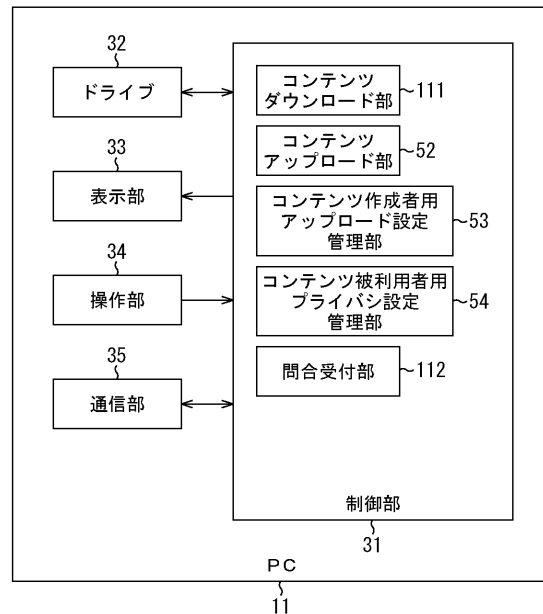 32
ドライブ
33
表示部
34
操作部
35
通信部
コンテンツ
ダウンロード部
111
コンテンツ
アップロード部
52
コンテンツ作成者用
アップロード設定
管理部
53
コンテンツ被利用者用
プライバシ設定
管理部
54
問合受付部
112
制御部
31
PC
11